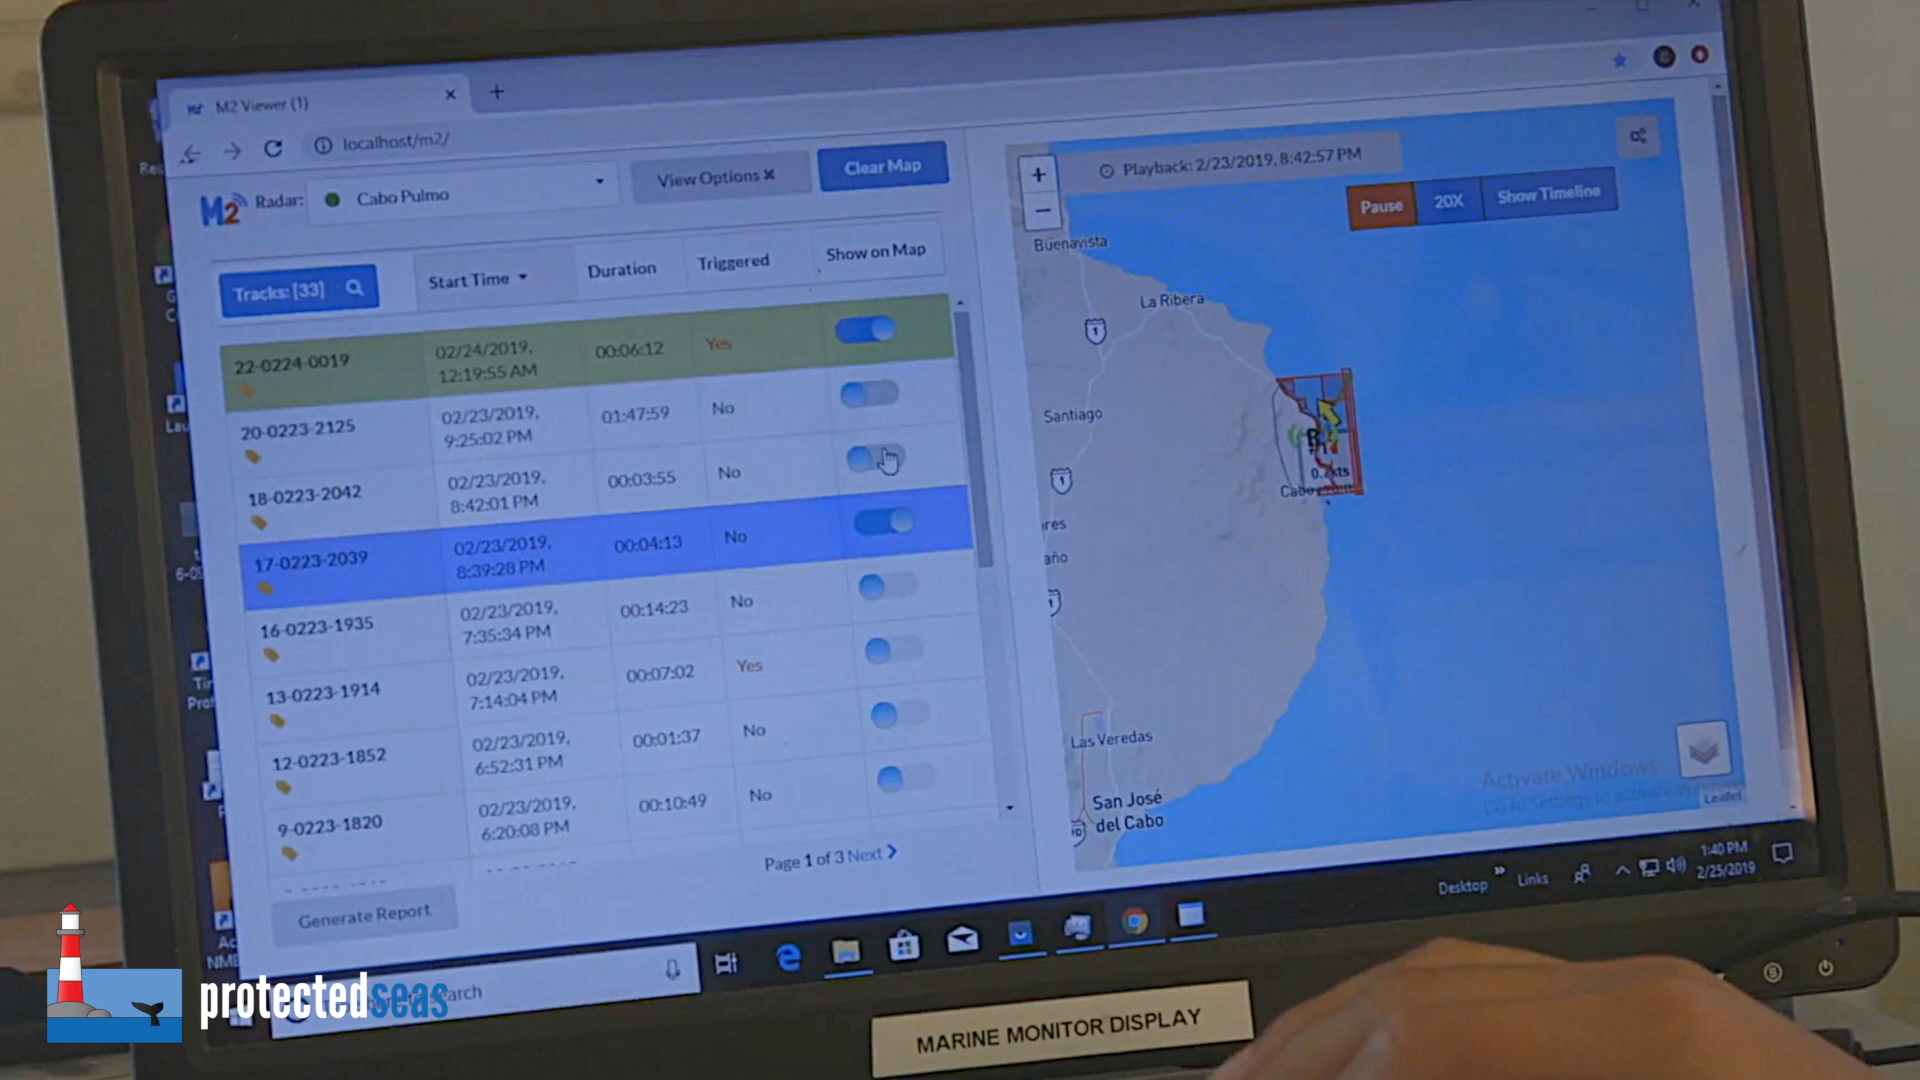 M2 Viewer (1)
localhost/m2/
M2 Radar: Cabo Pulmo
View Options ✕
Clear Map
Tracks: [33]
Start Time
Duration
Triggered
Show on Map
22-0224-0019
02/24/2019,
12:19:55 AM
00:06:12
Yes
20-0223-2125
02/23/2019,
9:25:02 PM
01:47:59
No
18-0223-2042
02/23/2019,
8:42:01 PM
00:03:55
No
17-0223-2039
02/23/2019,
8:39:28 PM
00:04:13
No
16-0223-1935
02/23/2019,
7:35:34 PM
00:14:23
No
13-0223-1914
02/23/2019,
7:14:04 PM
00:07:02
Yes
12-0223-1852
02/23/2019,
6:52:31 PM
00:01:37
No
9-0223-1820
02/23/2019,
6:20:08 PM
00:10:49
No
Page 1 of 3 Next
Generate Report
+
−
Playback: 2/23/2019, 8:42:57 PM
Pause
20X
Show Timeline
Buenavista
La Ribera
1
Santiago
1
Las Veredas
San José
del Cabo
Activate Windows
Leaflet
Desktop
Links
1:40 PM
2/25/2019
protectedseas
MARINE MONITOR DISPLAY